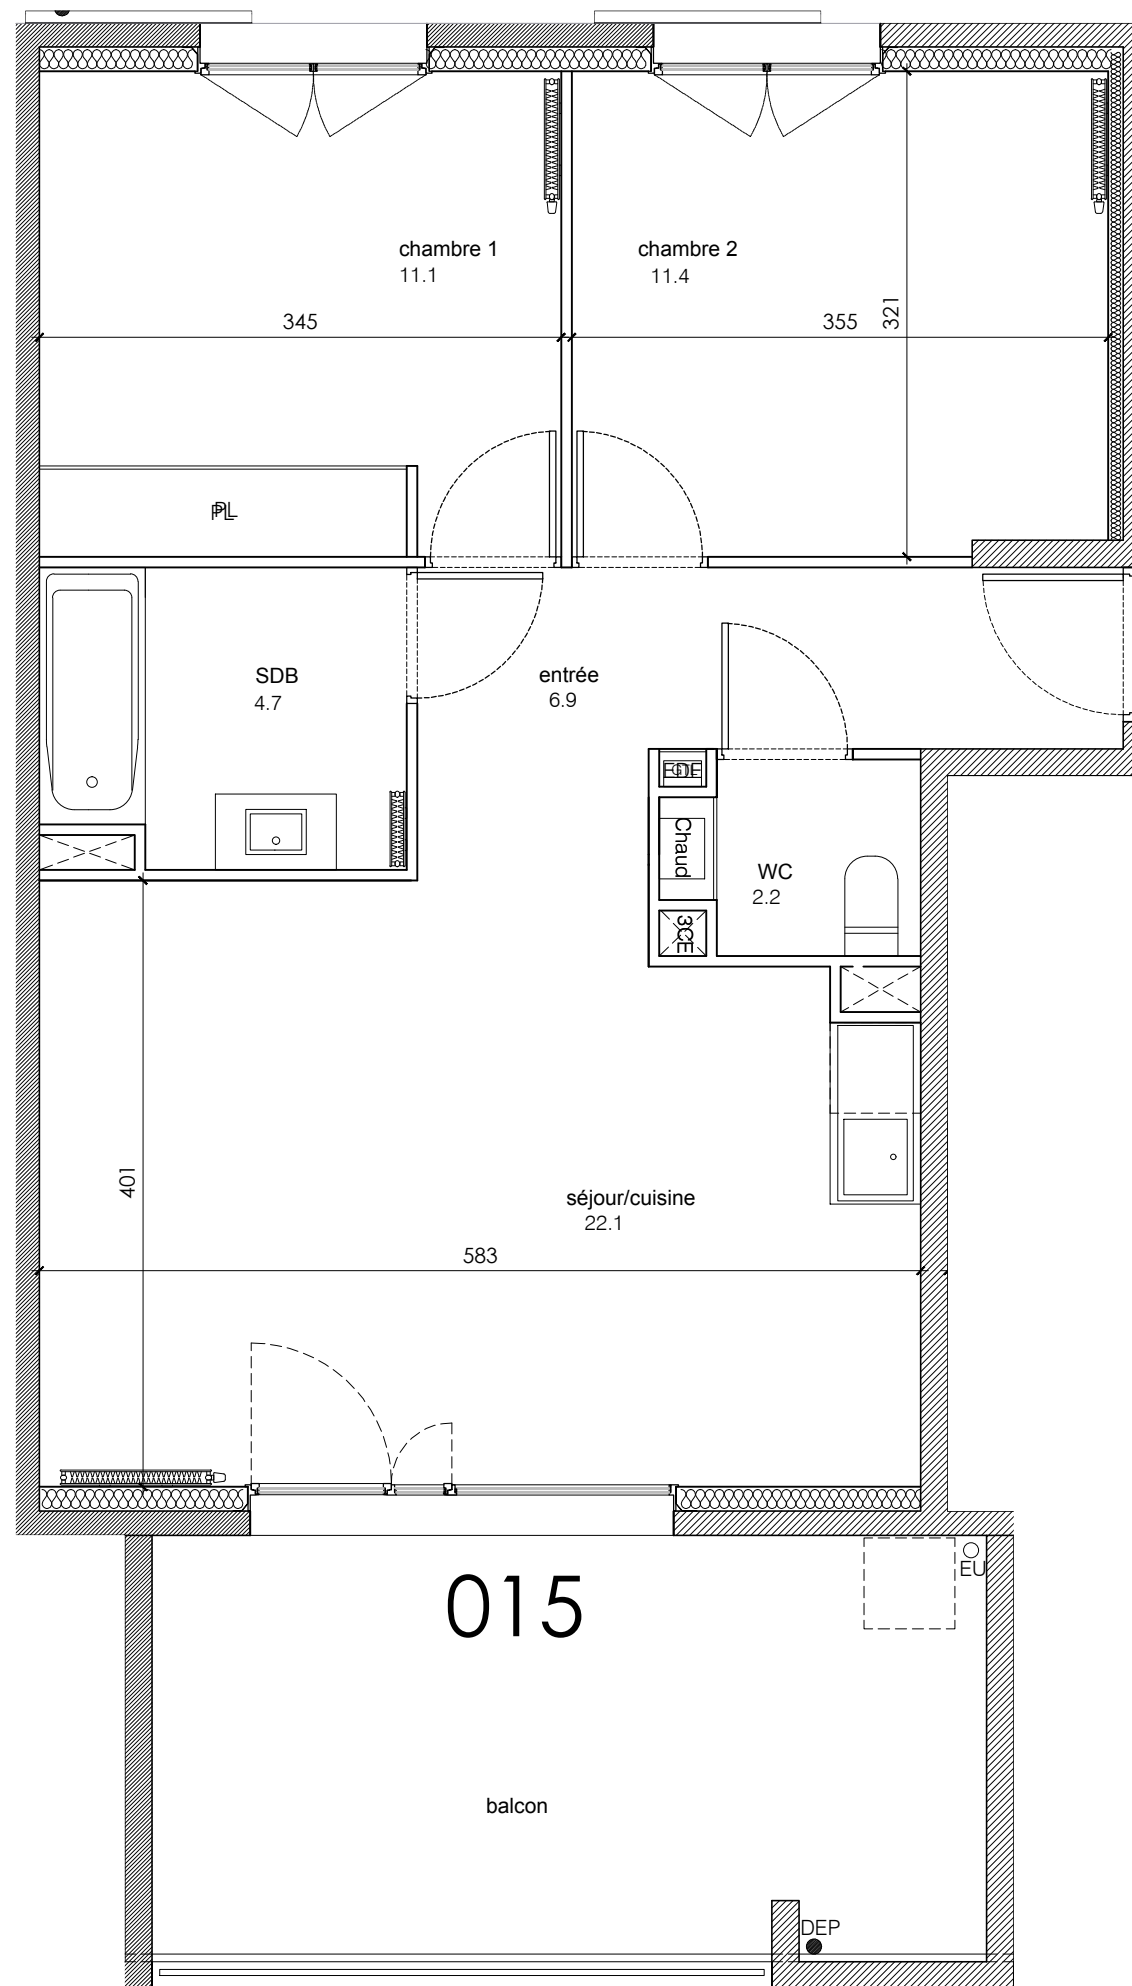 chambre 1
11.1
chambre 2
11.4
345
355
321
PL
SDB
4.7
entrée
6.9
Chaud
WC
2.2
3CE
401
séjour/cuisine
22.1
583
015
EU
balcon
DEP